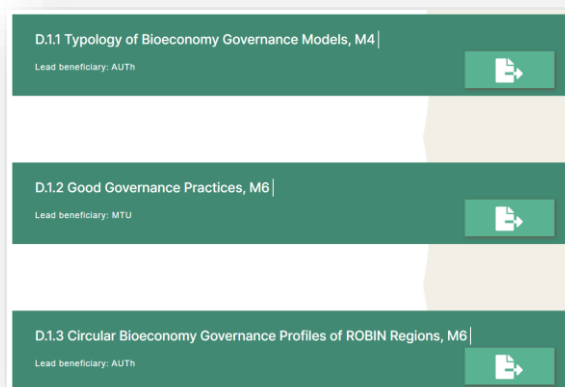 D.1.1 Typology of Bioeconomy Governance Models, M4
Lead beneficiary: AUTh
D.1.2 Good Governance Practices, M6
Lead beneficiary: MTU
D.1.3 Circular Bioeconomy Governance Profiles of ROBIN Regions, M6
Lead beneficiary: AUTh